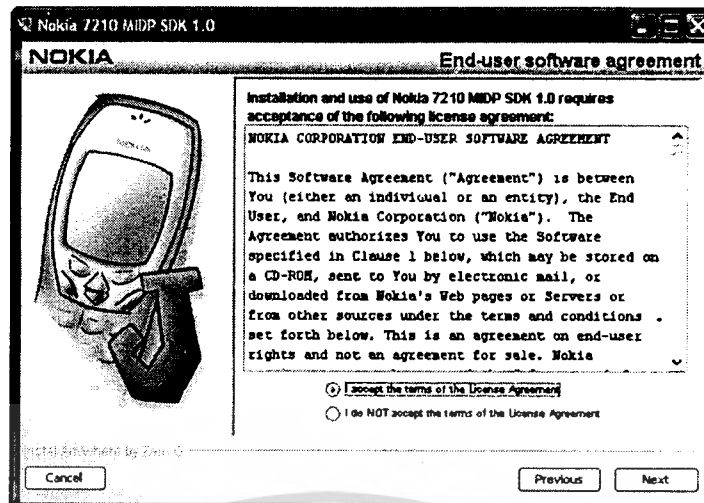 Nokia 7210 MIDP SDK 1.0
NOKIA
End-user software agreement
Installation and use of Nokia 7210 MIDP SDK 1.0 requires
acceptance of the following license agreement:
NOKIA CORPORATION END-USER SOFTWARE AGREEMENT
This Software Agreement ("Agreement") is between
You (either an individual or an entity), the End
User, and Nokia Corporation ("Nokia"). The
Agreement authorizes You to use the Software
specified in Clause 1 below, which may be stored on
a CD-ROM, sent to You by electronic mail, or
downloaded from Nokia's Web pages or Servers or
from other sources under the terms and conditions
set forth below. This is an agreement on end-user
rights and not an agreement for sale. Nokia
I accept the terms of the License Agreement
I do NOT accept the terms of the License Agreement
Cancel
Previous
Next